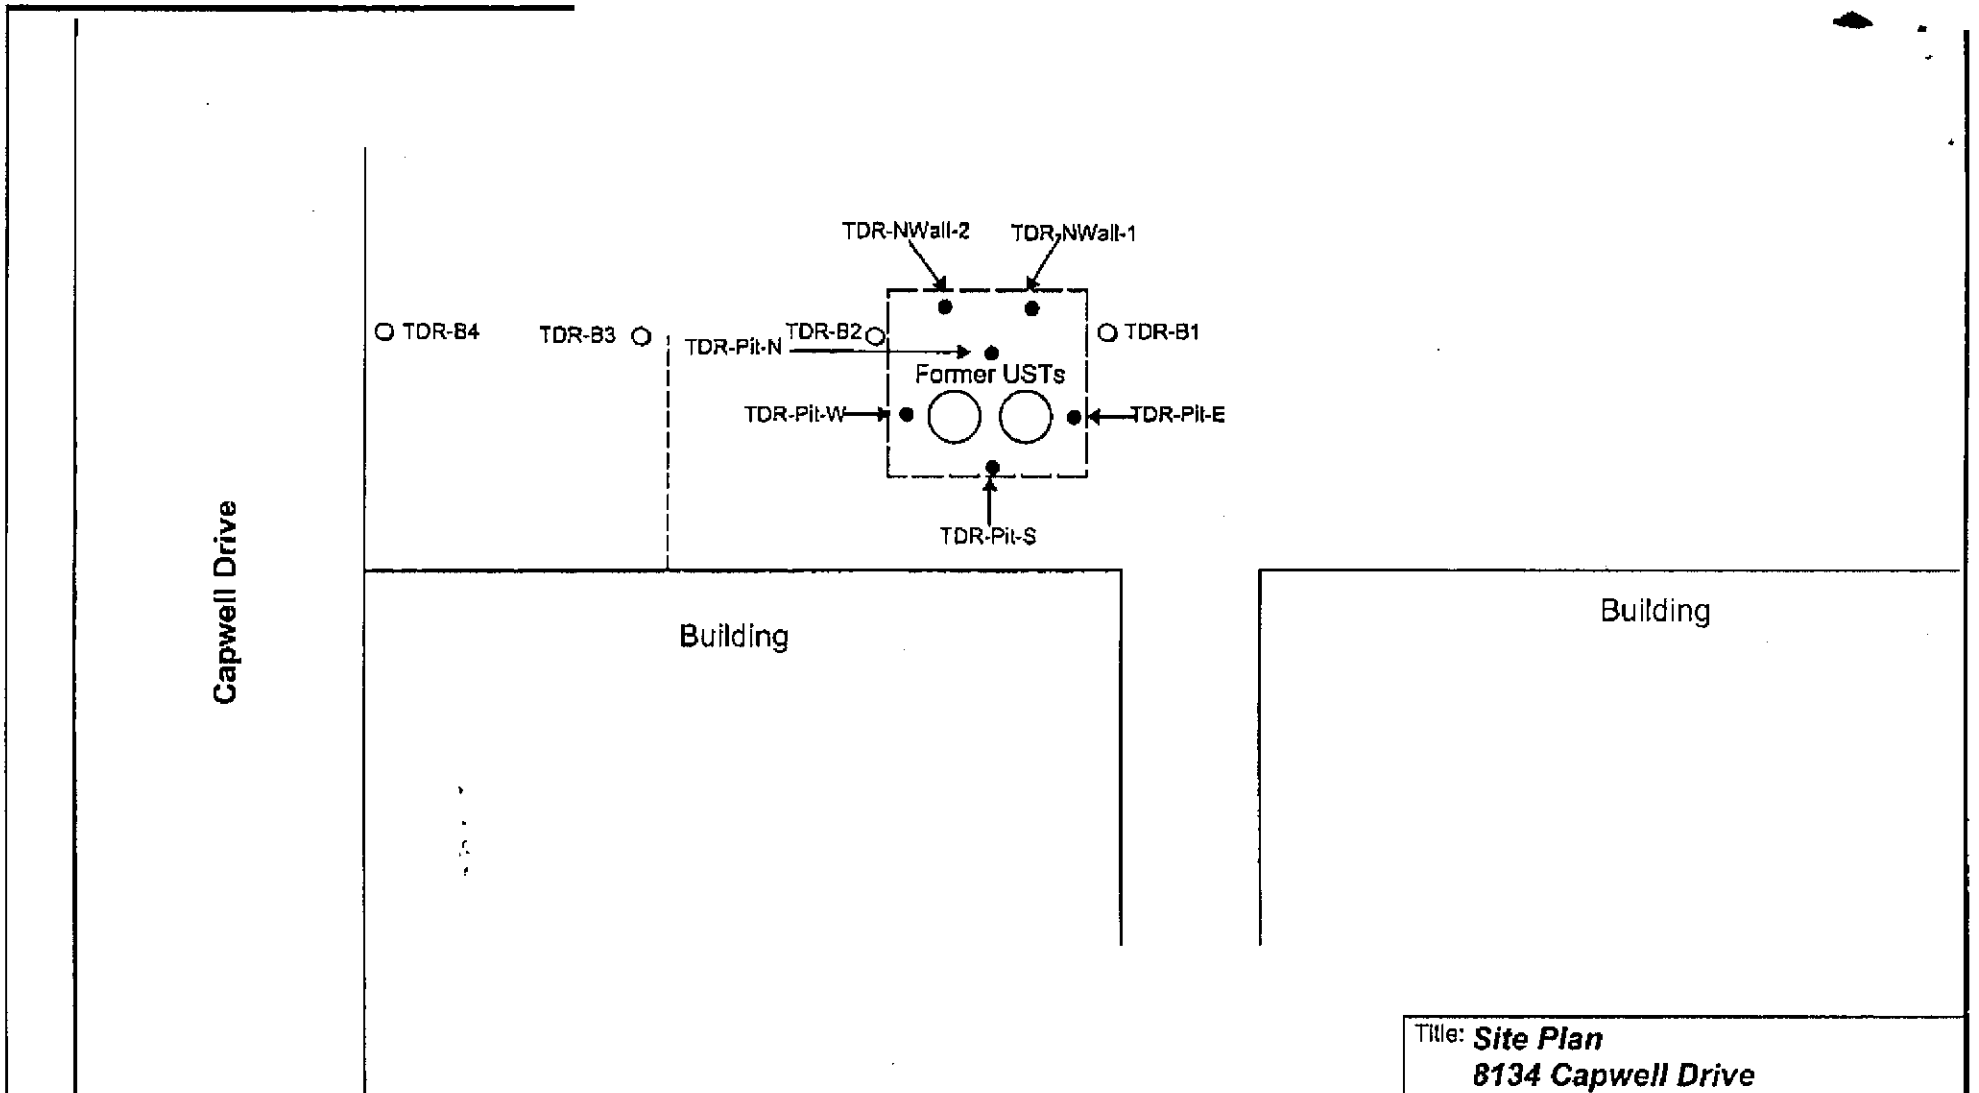 TDR-NWall-2
TDR-NWall-1
TDR-B4
TDR-B3
TDR-B2
TDR-B1
TDR-Pit-N
Former USTs
TDR-Pit-W
TDR-Pit-E
TDR-Pit-S
Capwell Drive
Building
Building
Title: Site Plan
8134 Capwell Drive